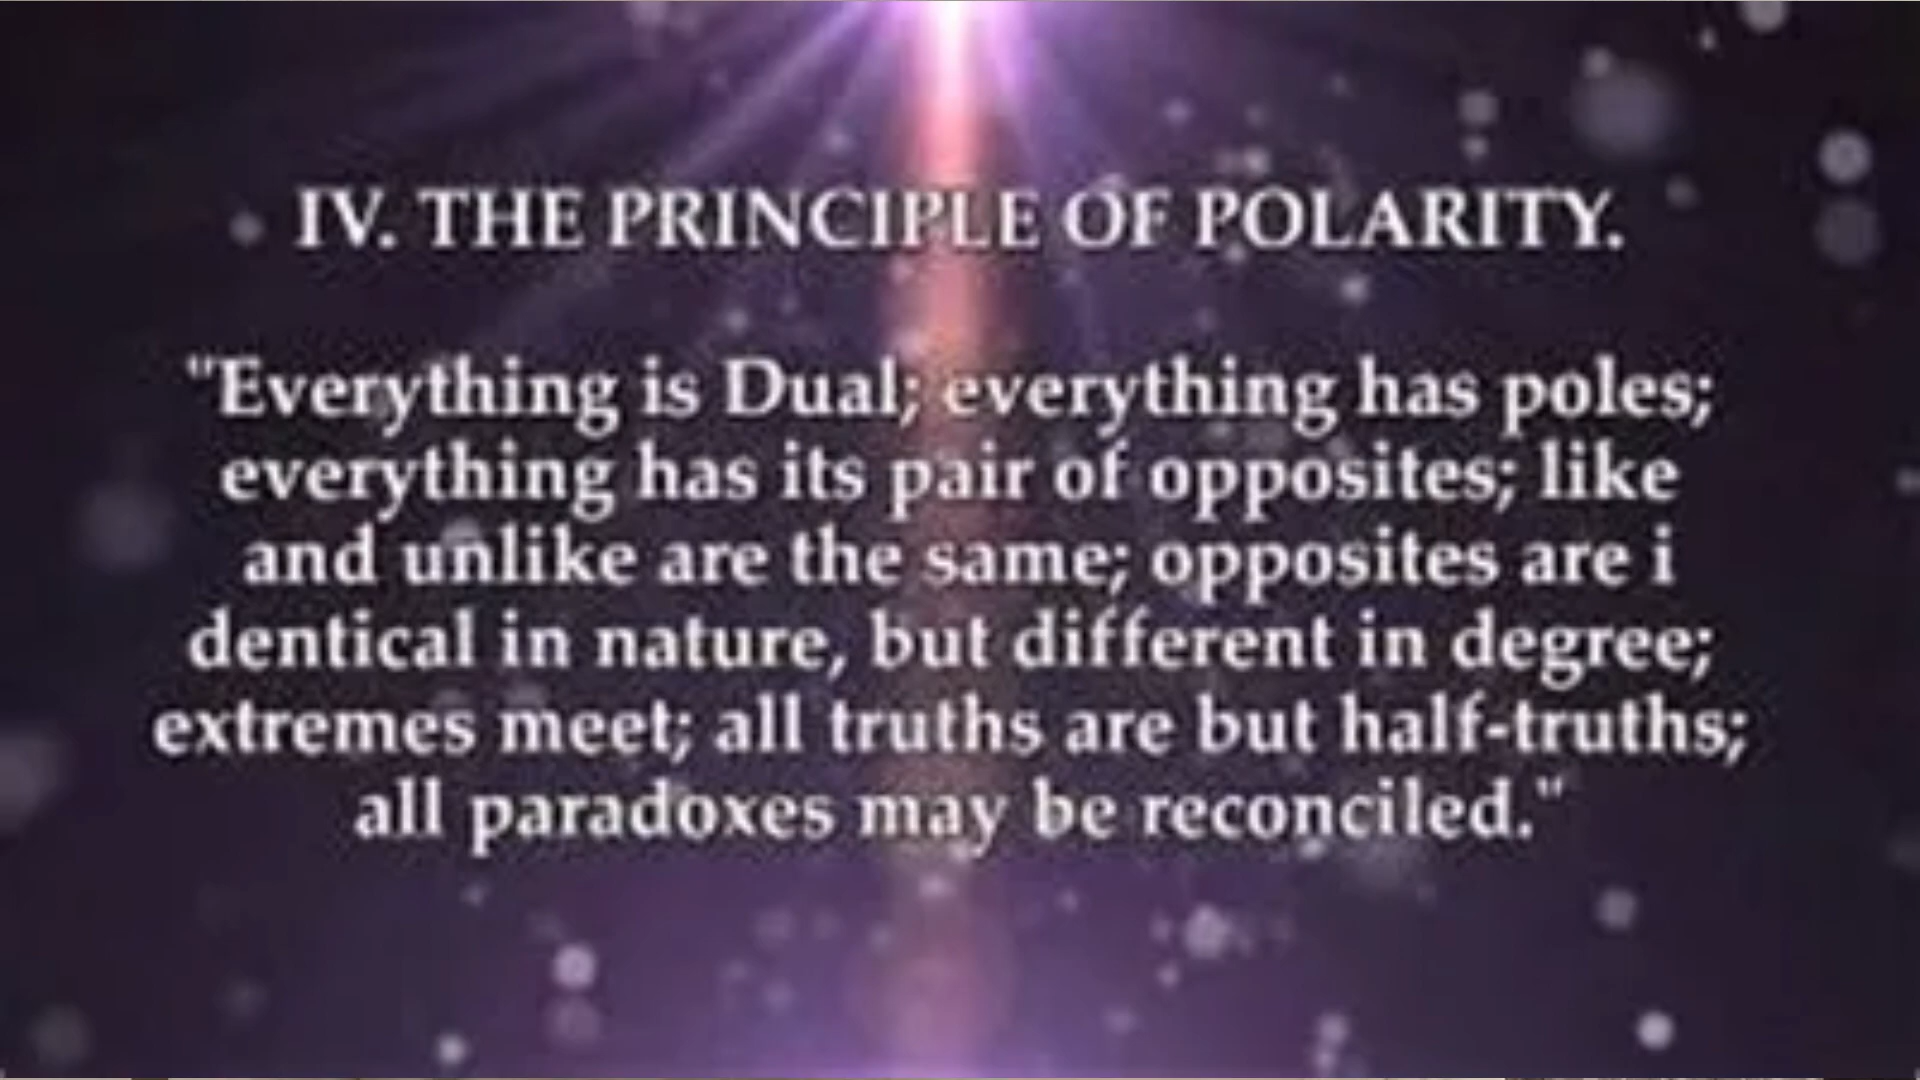 IV. THE PRINCIPLE OF POLARITY.
"Everything is Dual; everything has poles;
everything has its pair of opposites; like
and unlike are the same; opposites are i
dentical in nature, but different in degree;
extremes meet; all truths are but half-truths;
all paradoxes may be reconciled."